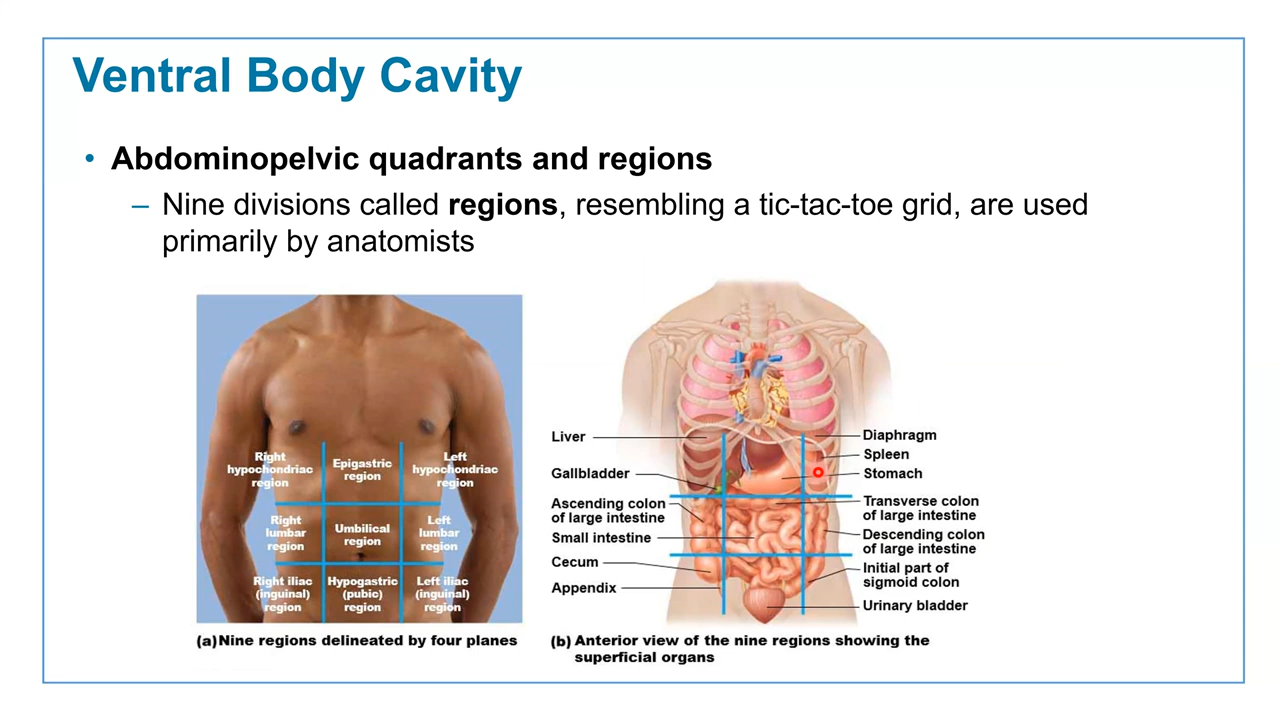 Ventral Body Cavity
• Abdominopelvic quadrants and regions
– Nine divisions called regions, resembling a tic-tac-toe grid, are used
primarily by anatomists
Right
hypochondriac
region
Epigastric
region
Left
hypochondriac
region
Right
lumbar
region
Umbilical
region
Left
lumbar
region
Right iliac
(inguinal)
region
Hypogastric
(pubic)
region
Left iliac
(inguinal)
region
(a) Nine regions delineated by four planes
Liver
Gallbladder
Ascending colon
of large intestine
Small intestine
Cecum
Appendix
Diaphragm
Spleen
Stomach
Transverse colon
of large intestine
Descending colon
of large intestine
Initial part of
sigmoid colon
Urinary bladder
(b) Anterior view of the nine regions showing the
superficial organs